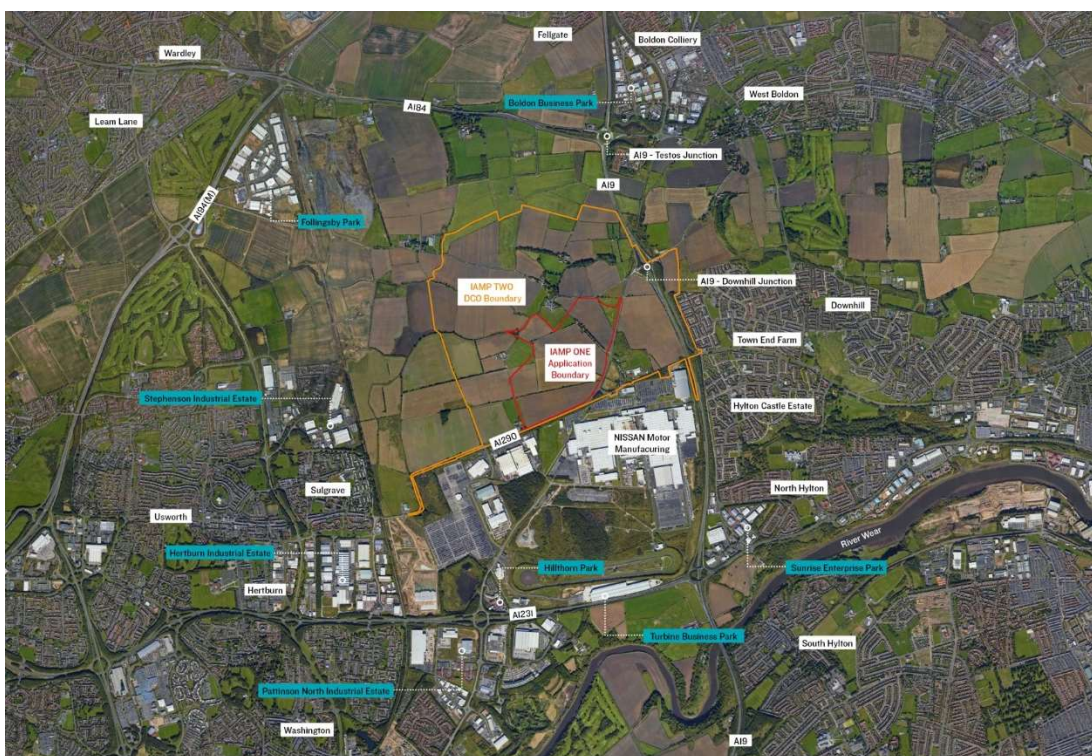 Wardley
Fellgate
Boldon Colliery
Leam Lane
A184
Boldon Business Park
West Boldon
A19 - Testos Junction
A194(M)
A19
Follingsby Park
IAMP TWO
DCO Boundary
A19 - Downhill Junction
Downhill
IAMP ONE
Application
Boundary
Town End Farm
Stephenson Industrial Estate
Hylton Castle Estate
A1290
NISSAN Motor
Manufacuring
Sulgrave
North Hylton
Usworth
River Wear
Hertburn Industrial Estate
Hillthorn Park
Sunrise Enterprise Park
Hertburn
A1231
Turbine Business Park
South Hylton
Pattinson North Industrial Estate
Washington
A19